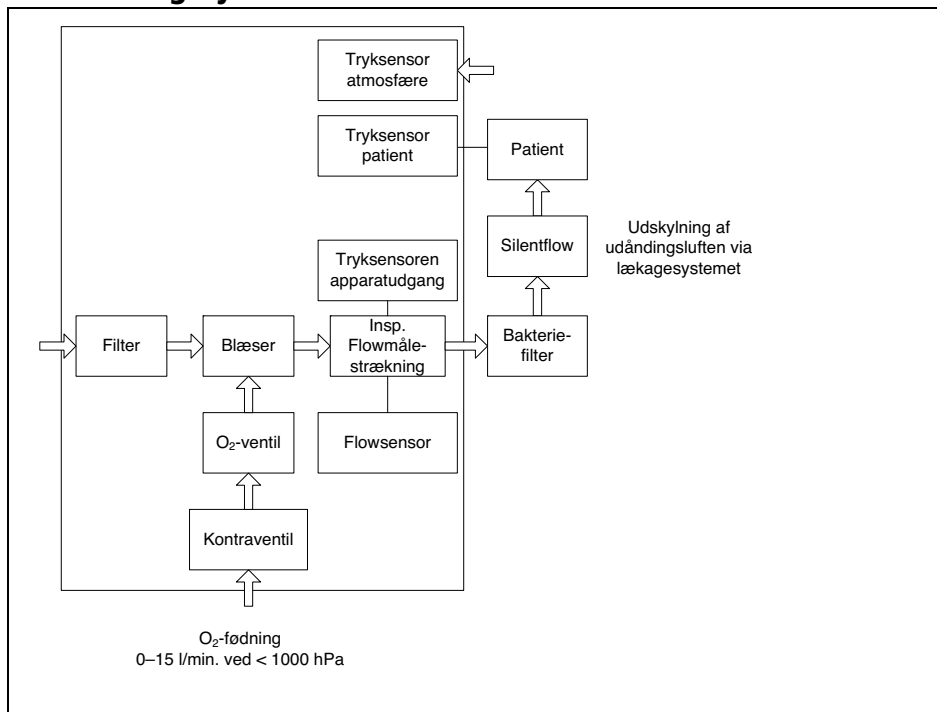 Tryksensor
atmosfære
Tryksensor
patient
Patient
Silentflow
Udskylning af
udåndingsluften via
lækagesystemet
Tryksensoren
apparatudgang
Filter
Blæser
Insp.
Flowmåle-
strækning
Bakterie-
filter
O₂-ventil
Flowsensor
Kontraventil
O₂-fødning
0–15 l/min. ved < 1000 hPa